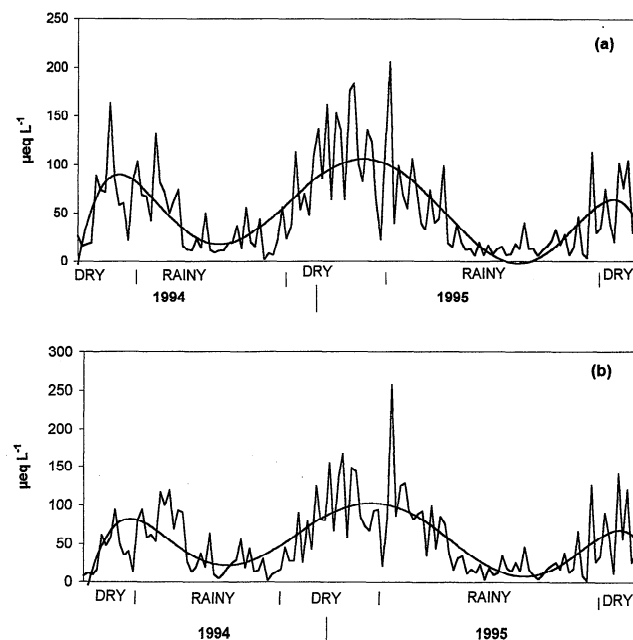 (a)
250
200
150
100
50
0
µeq L⁻¹
DRY | RAINY | DRY | RAINY | DRY
1994 | 1995
(b)
300
250
200
150
100
50
0
µeq L⁻¹
DRY | RAINY | DRY | RAINY | DRY
1994 | 1995